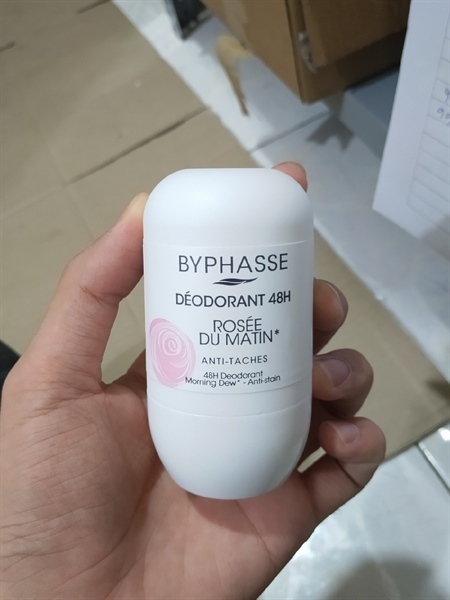 BYPHASSE
DÉODORANT 48H
ROSÉE
DU MATIN*
ANTI-TACHES
48H Deodorant
Morning Dew* - Anti-stain